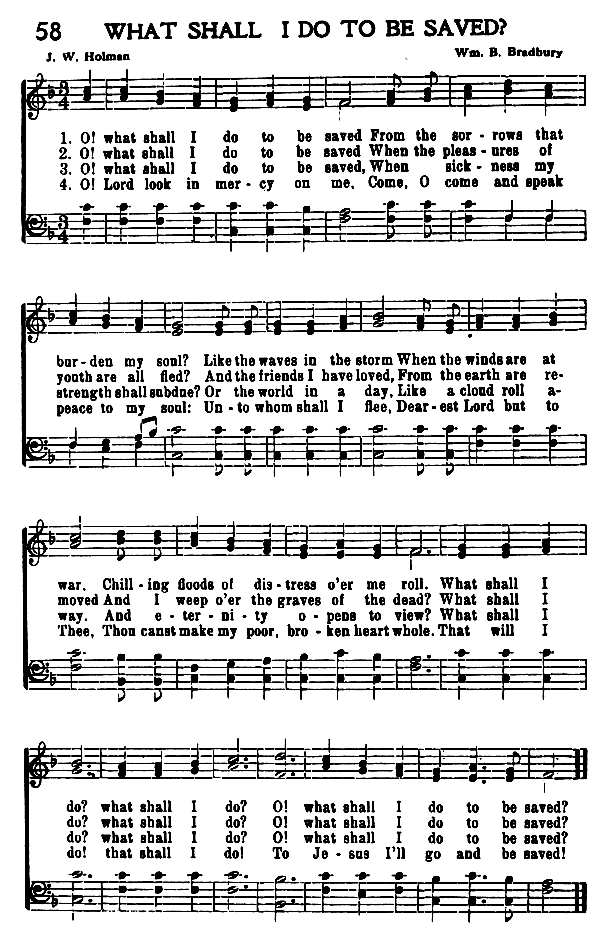 58 WHAT SHALL I DO TO BE SAVED?
J. W. Holman Wm. B. Bradbury
1. O! what shall I do to be saved From the sor - rows that
2. O! what shall I do to be saved When the pleas - ures of
3. O! what shall I do to be saved, When sick - ness my
4. O! Lord look in mer - cy on me, Come, O come and speak
bur - den my soul? Like the waves in the storm When the winds are at
youth are all fled? And the friends I have loved, From the earth are re-
strength shall subdue? Or the world in a day, Like a cloud roll a-
peace to my soul: Un - to whom shall I flee, Dear - est Lord but to
war, Chill - ing floods of dis - tress o'er me roll. What shall I
moved And I weep o'er the graves of the dead? What shall I
way. And e - ter - ni - ty o - pens to view? What shall I
Thee, Thou canst make my poor, bro - ken heart whole. That will I
do? what shall I do? O! what shall I do to be saved?
do? what shall I do? O! what shall I do to be saved?
do? what shall I do? O! what shall I do to be saved?
do! that shall I do! To Je - sus I'll go and be saved!